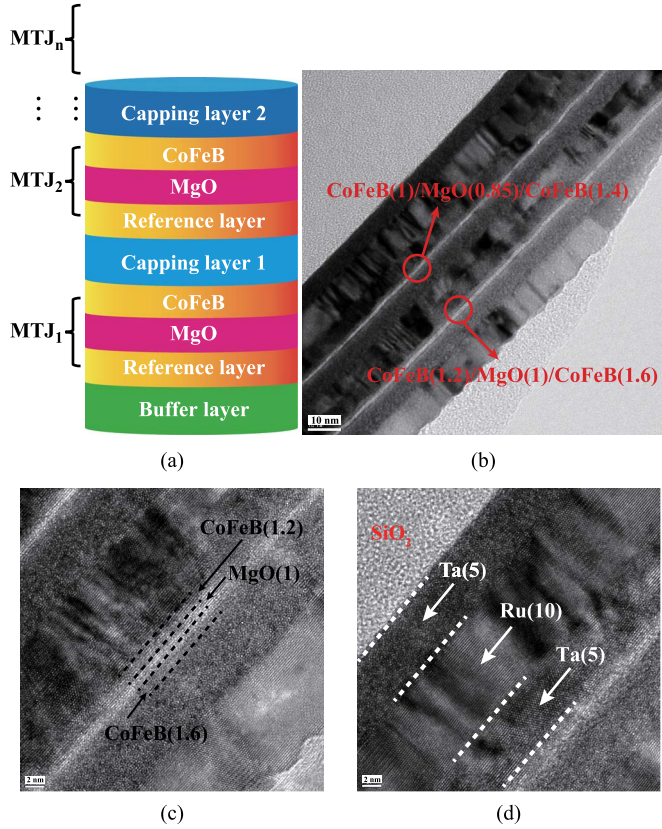 MTJn
Capping layer 2
CoFeB
MTJ2
MgO
Reference layer
Capping layer 1
CoFeB
MTJ1
MgO
Reference layer
Buffer layer
(a)
CoFeB(1)/MgO(0.85)/CoFeB(1.4)
CoFeB(1.2)/MgO(1)/CoFeB(1.6)
10 nm
(b)
CoFeB(1.2)
MgO(1)
CoFeB(1.6)
2 nm
(c)
SiO2
Ta(5)
Ru(10)
Ta(5)
2 nm
(d)